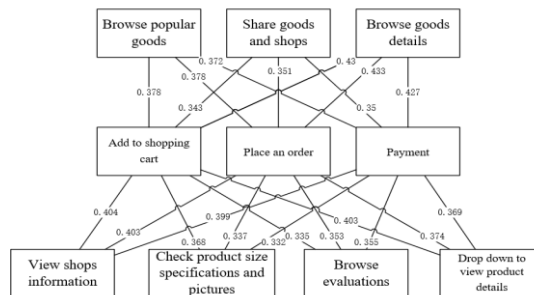 Browse popular
goods
Share goods
and shops
Browse goods
details
0.372
0.43
0.378
0.351
0.433
0.378
0.343
0.35
0.427
Add to shopping
cart
Place an order
Payment
0.404
0.399
0.403
0.369
0.403
0.368
0.337
0.332
0.335
0.353
0.355
0.374
View shops
information
Check product size
specifications and
pictures
Browse
evaluations
Drop down to
view product
details